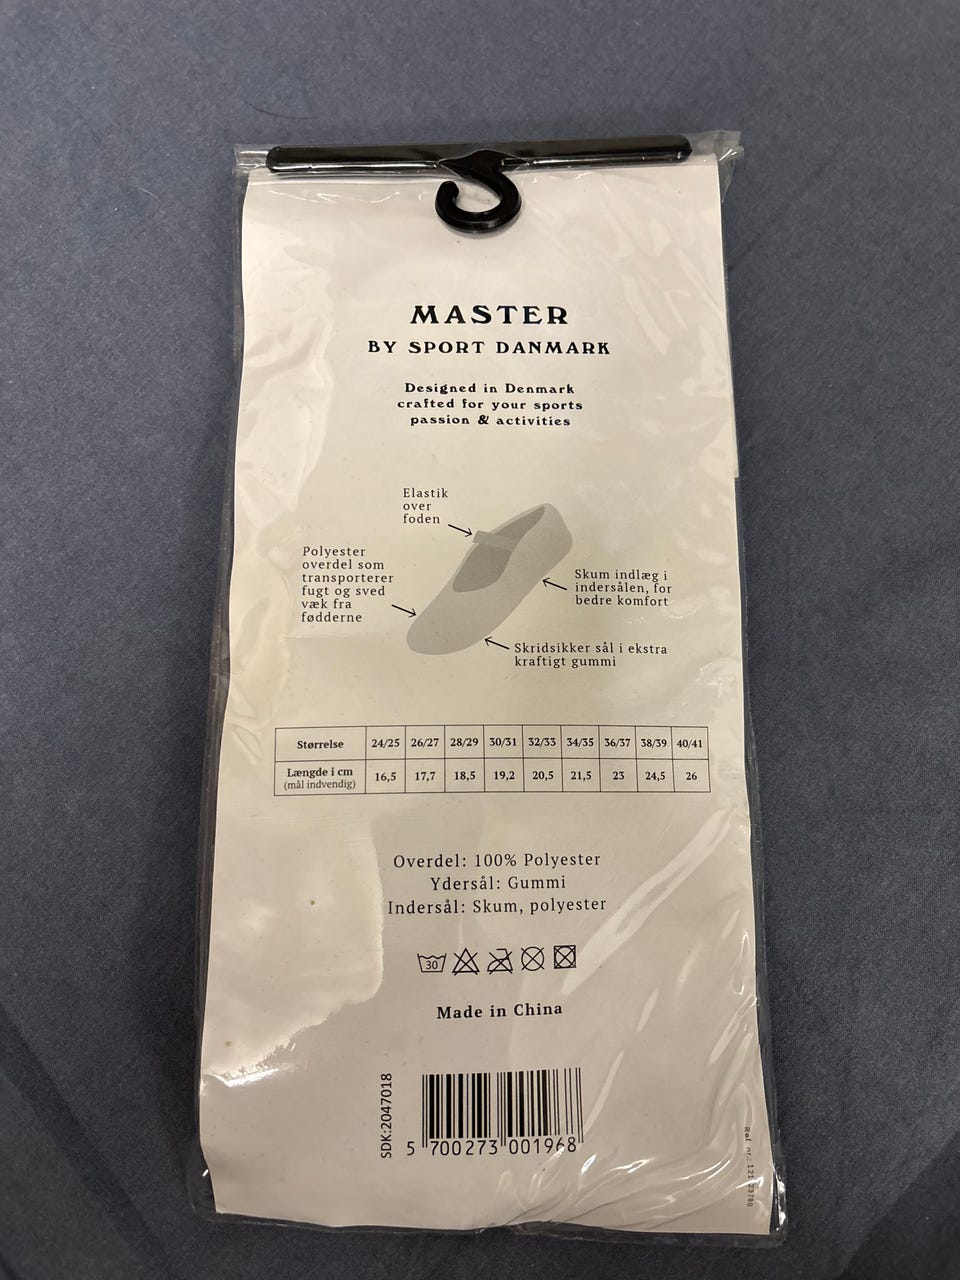 MASTER
BY SPORT DANMARK
Designed in Denmark
crafted for your sports
passion & activities
Elastik
over
foden
Polyester
overdel som
transporterer
fugt og sved
væk fra
fødderne
Skum indlæg i
indersålen, for
bedre komfort
Skridsikker sål i ekstra
kraftigt gummi
Størrelse 24/25 26/27 28/29 30/31 32/33 34/35 36/37 38/39 40/41
Længde i cm 16,5 17,7 18,5 19,2 20,5 21,5 23 24,5 26
(mål indvendig)
Overdel: 100% Polyester
Ydersål: Gummi
Indersål: Skum, polyester
30
Made in China
SDK:2047018
5 700273 001968
Ref. nr.: